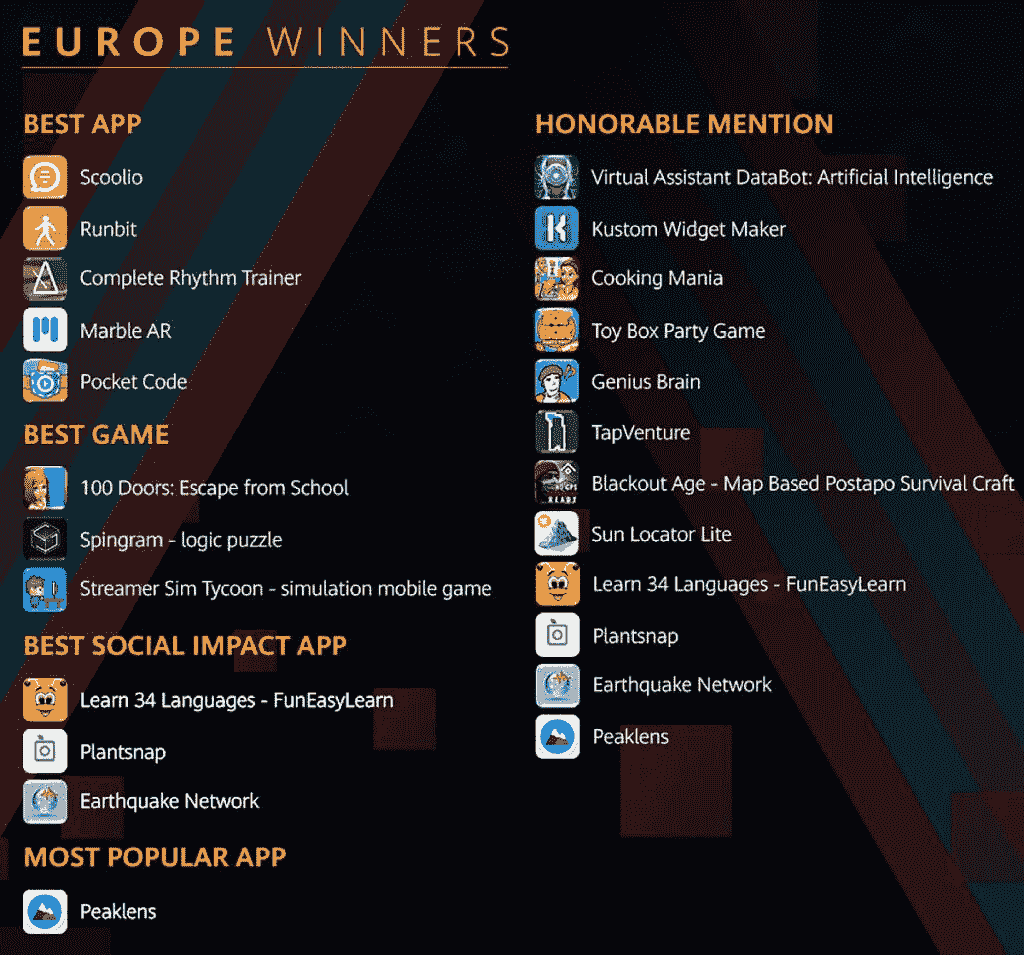 EUROPE WINNERS
BEST APP
Scoolio
Runbit
Complete Rhythm Trainer
Marble AR
Pocket Code
BEST GAME
100 Doors: Escape from School
Spingram - logic puzzle
Streamer Sim Tycoon - simulation mobile game
BEST SOCIAL IMPACT APP
Learn 34 Languages - FunEasyLearn
Plantsnap
Earthquake Network
MOST POPULAR APP
Peaklens
HONORABLE MENTION
Virtual Assistant DataBot: Artificial Intelligence
Kustom Widget Maker
Cooking Mania
Toy Box Party Game
Genius Brain
TapVenture
Blackout Age - Map Based Postapo Survival Craft
Sun Locator Lite
Learn 34 Languages - FunEasyLearn
Plantsnap
Earthquake Network
Peaklens